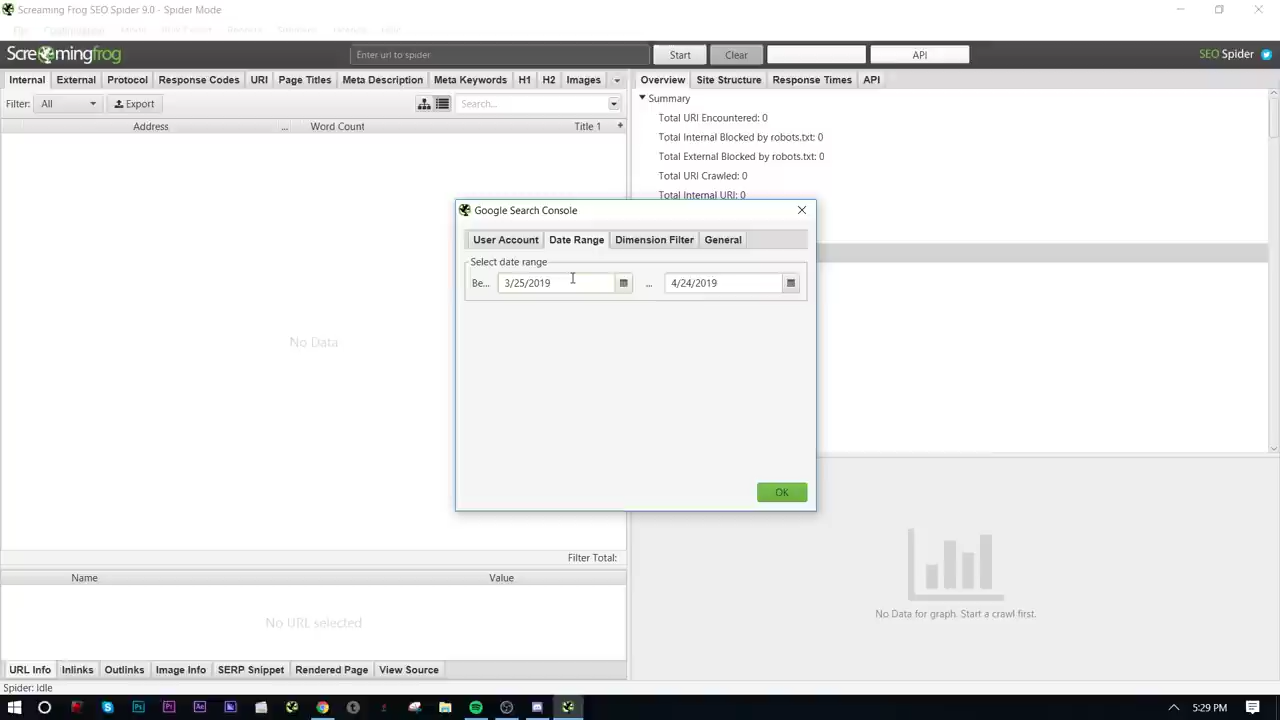 Screaming Frog SEO Spider 9.0 - Spider Mode
Screamingfrog
Enter url to spider
Start
Clear
API
SEO Spider
Internal External Protocol Response Codes URI Page Titles Meta Description Meta Keywords H1 H2 Images
Overview Site Structure Response Times API
Filter: All
Export
Search...
Address ... Word Count Title 1 +
Summary
Total URI Encountered: 0
Total Internal Blocked by robots.txt: 0
Total External Blocked by robots.txt: 0
Total URI Crawled: 0
Total Internal URI: 0
No Data
Google Search Console
User Account Date Range Dimension Filter General
Select date range
Be... 3/25/2019 ... 4/24/2019
OK
Filter Total:
Name Value
No URL selected
No Data for graph. Start a crawl first.
URL Info Inlinks Outlinks Image Info SERP Snippet Rendered Page View Source
Spider: Idle
5:29 PM